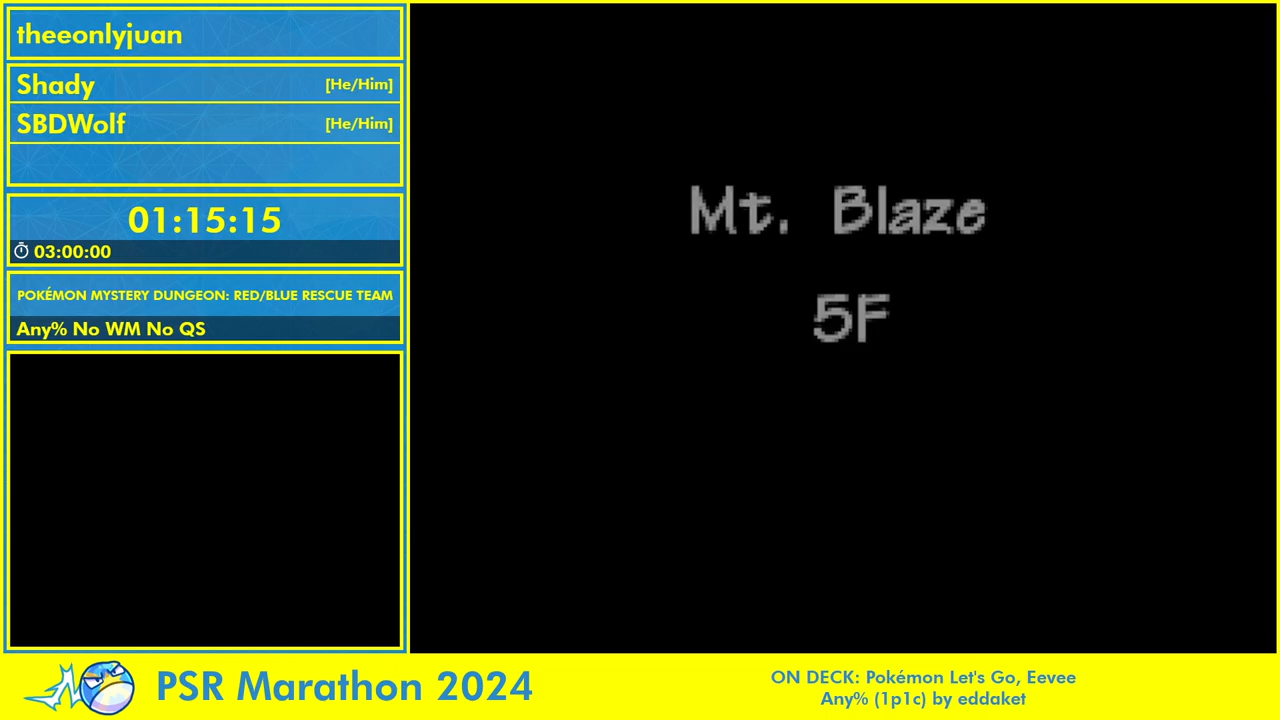 theeonlyjuan
Shady [He/Him]
SBDWolf [He/Him]
01:15:15
03:00:00
POKÉMON MYSTERY DUNGEON: RED/BLUE RESCUE TEAM
Any% No WM No QS
Mt. Blaze
5F
PSR Marathon 2024
ON DECK: Pokémon Let's Go, Eevee
Any% (1p1c) by eddaket